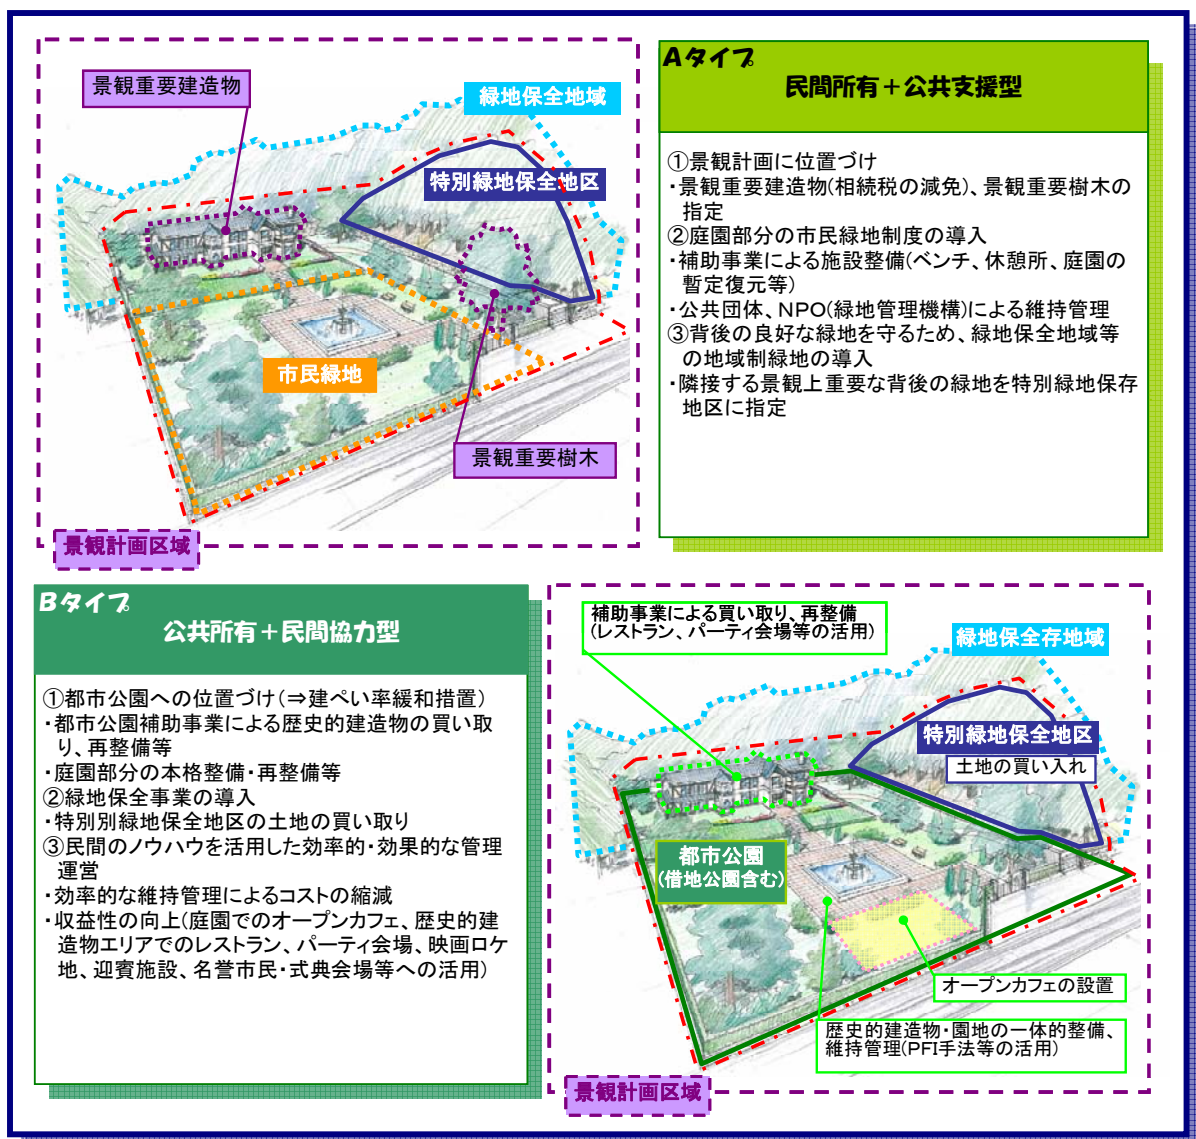 景観重要建造物
緑地保全地域
特別緑地保全地区
市民緑地
景観重要樹木
景観計画区域
Aタイプ
民間所有＋公共支援型
①景観計画に位置づけ
・景観重要建造物(相続税の減免)、景観重要樹木の
指定
②庭園部分の市民緑地制度の導入
・補助事業による施設整備(ベンチ、休憩所、庭園の
暫定復元等)
・公共団体、NPO(緑地管理機構)による維持管理
③背後の良好な緑地を守るため、緑地保全地域等
の地域制緑地の導入
・隣接する景観上重要な背後の緑地を特別緑地保存
地区に指定
Bタイプ
公共所有＋民間協力型
①都市公園への位置づけ(⇒建ぺい率緩和措置)
・都市公園補助事業による歴史的建造物の買い取
り、再整備等
・庭園部分の本格整備・再整備等
②緑地保全事業の導入
・特別別緑地保全地区の土地の買い取り
③民間のノウハウを活用した効率的・効果的な管理
運営
・効率的な維持管理によるコストの縮減
・収益性の向上(庭園でのオープンカフェ、歴史的建
造物エリアでのレストラン、パーティ会場、映画ロケ
地、迎賓施設、名誉市民・式典会場等への活用)
補助事業による買い取り、再整備
(レストラン、パーティ会場等の活用)
緑地保全存地域
特別緑地保全地区
土地の買い入れ
都市公園
(借地公園含む)
オープンカフェの設置
歴史的建造物・園地の一体的整備、
維持管理(PFI手法等の活用)
景観計画区域